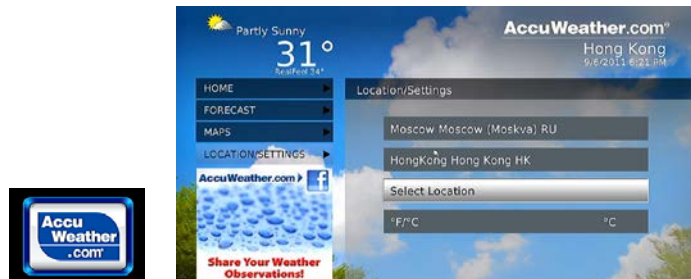 Accu
Weather
.com
Partly Sunny
31°
RealFeel 34°
AccuWeather.com®
Hong Kong
9/6/2011 6:21 PM
HOME
FORECAST
MAPS
LOCATION/SETTINGS
AccuWeather.com
f
Share Your Weather
Observations!
Location/Settings
Moscow Moscow (Moskva) RU
HongKong Hong Kong HK
Select Location
°F/°C °C